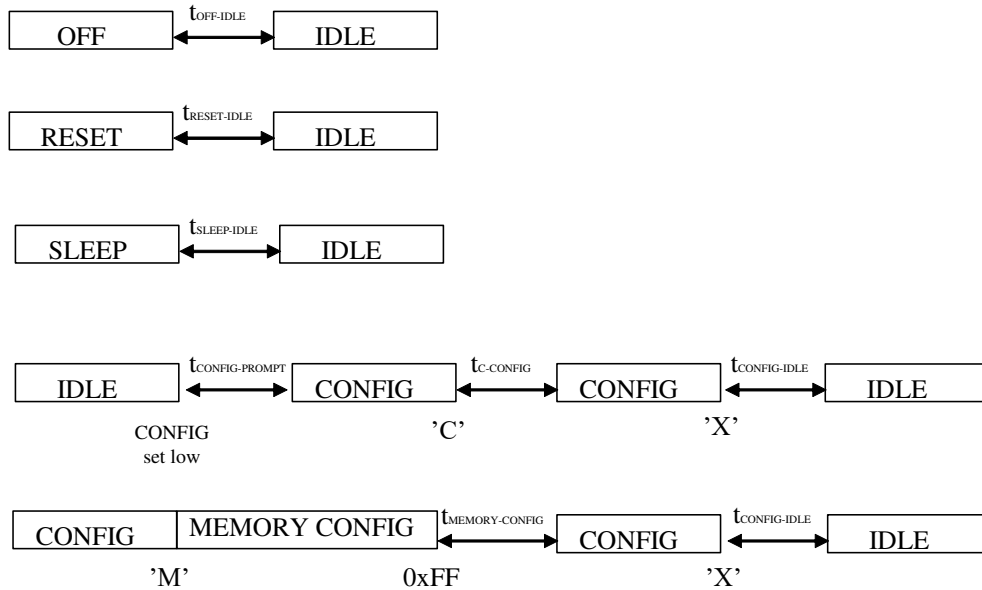 tOFF-IDLE
OFF IDLE
tRESET-IDLE
RESET IDLE
tSLEEP-IDLE
SLEEP IDLE
tCONFIG-PROMPT tC-CONFIG tCONFIG-IDLE
IDLE CONFIG CONFIG IDLE
CONFIG
set low
’C’ ’X’
tMEMORY-CONFIG tCONFIG-IDLE
CONFIG MEMORY CONFIG CONFIG IDLE
’M’ 0xFF ’X’